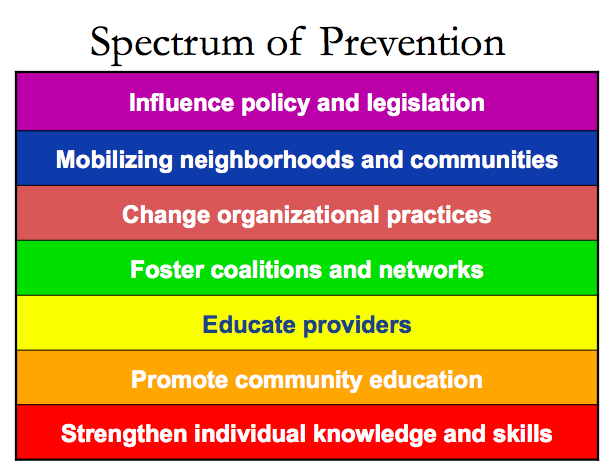 Spectrum of Prevention
Influence policy and legislation
Mobilizing neighborhoods and communities
Change organizational practices
Foster coalitions and networks
Educate providers
Promote community education
Strengthen individual knowledge and skills